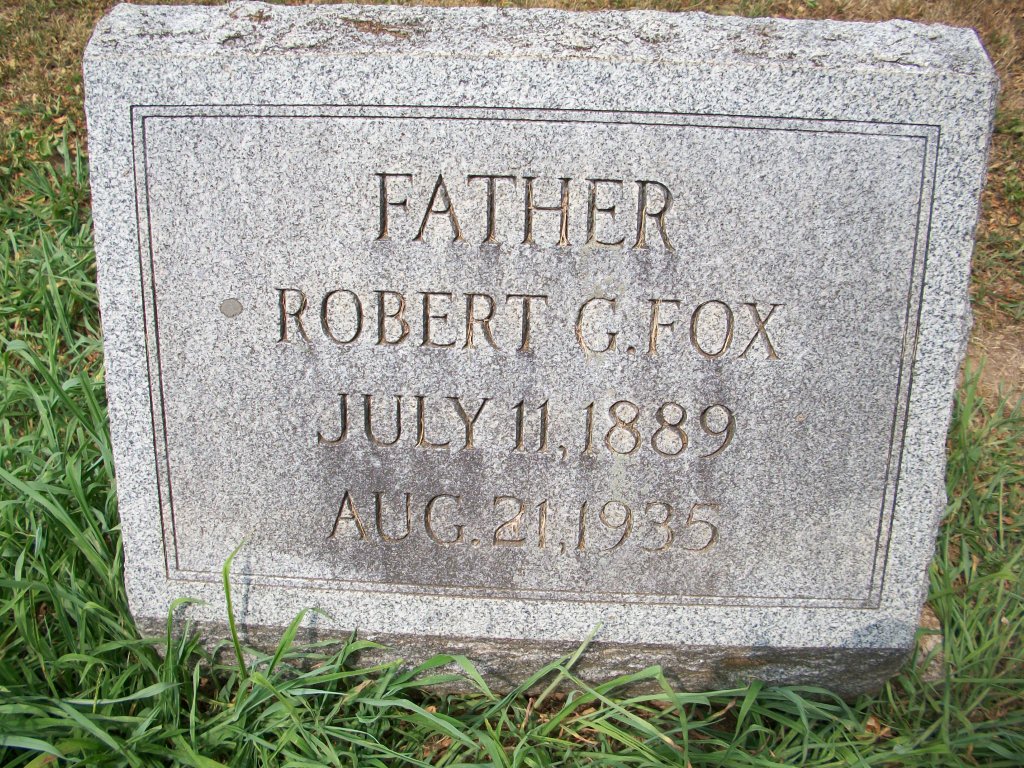 FATHER
ROBERT G. FOX
JULY 11, 1889
AUG. 21, 1935